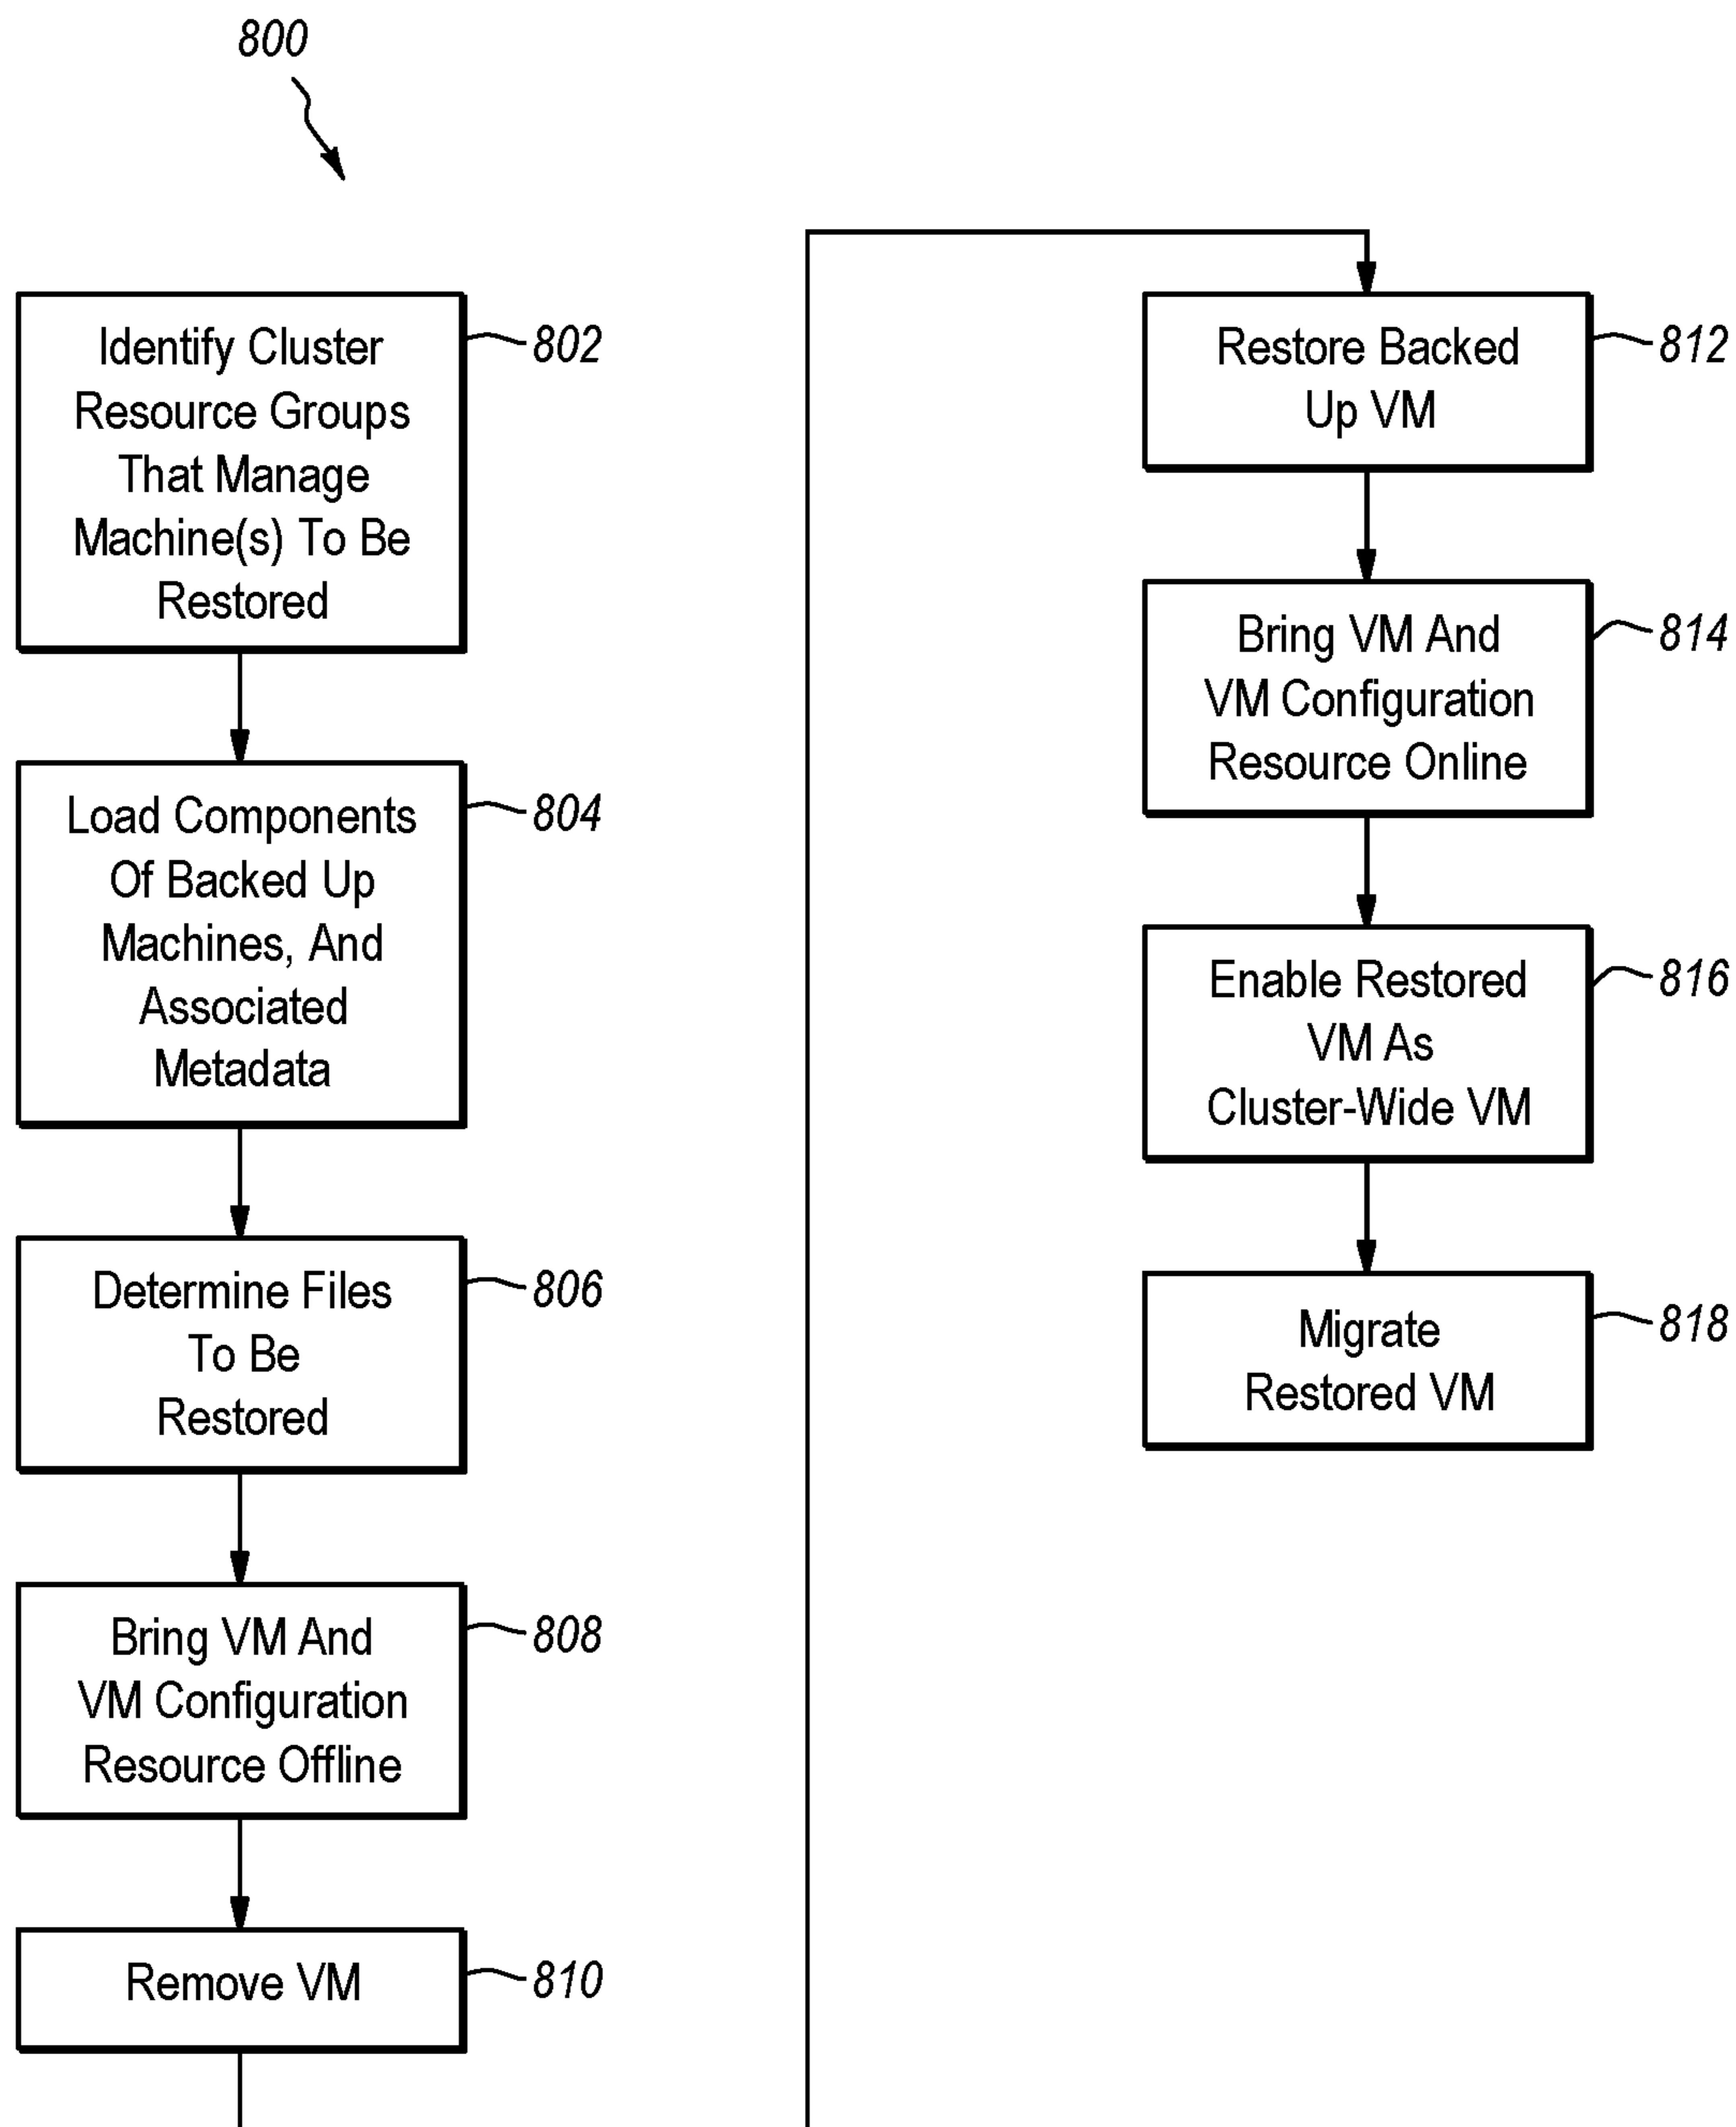 800
Identify Cluster
Resource Groups
That Manage
Machine(s) To Be
Restored
802
Load Components
Of Backed Up
Machines, And
Associated
Metadata
804
Determine Files
To Be
Restored
806
Bring VM And
VM Configuration
Resource Offline
808
Remove VM
810
Restore Backed
Up VM
812
Bring VM And
VM Configuration
Resource Online
814
Enable Restored
VM As
Cluster-Wide VM
816
Migrate
Restored VM
818